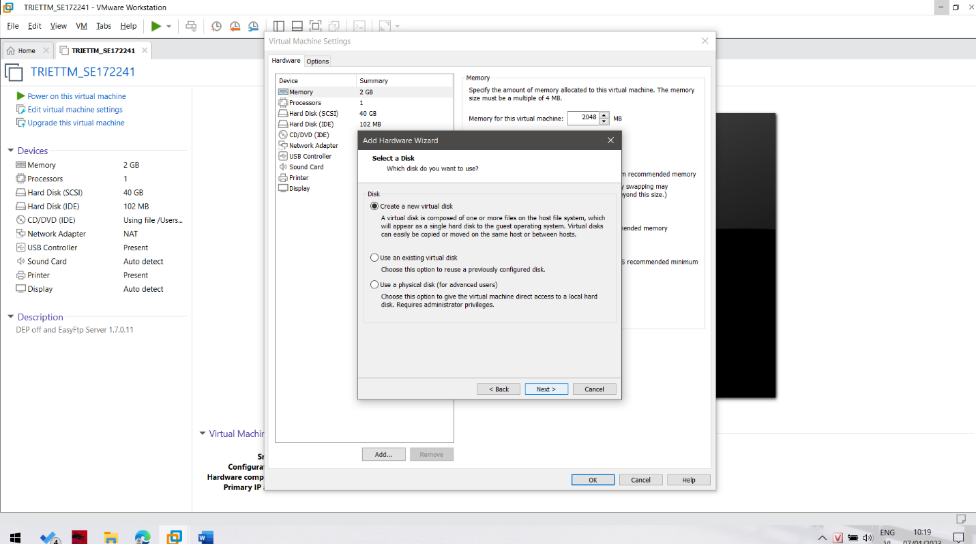 TRIETTM_SE172241 - VMware Workstation
File Edit View VM Tabs Help
Home
TRIETTM_SE172241
TRIETTM_SE172241
Power on this virtual machine
Edit virtual machine settings
Upgrade this virtual machine
Devices
Memory 2 GB
Processors 1
Hard Disk (SCSI) 40 GB
Hard Disk (IDE) 102 MB
CD/DVD (IDE) Using file /Users...
Network Adapter NAT
USB Controller Present
Sound Card Auto detect
Printer Present
Display Auto detect
Description
DEP off and EasyFtp Server 1.7.0.11
Virtual Machin
Configura
Hardware comp
Primary IP
Virtual Machine Settings
Hardware Options
Device Summary
Memory 2 GB
Processors 1
Hard Disk (SCSI) 40 GB
Hard Disk (IDE) 102 MB
CD/DVD (IDE)
Network Adapter
USB Controller
Sound Card
Printer
Display
Add... Remove
Memory
Specify the amount of memory allocated to this virtual machine. The memory
size must be a multiple of 4 MB.
Memory for this virtual machine: 2048 MB
m recommended memory
y swapping may
eyond this size.)
ended memory
S recommended minimum
OK Cancel Help
Add Hardware Wizard
Select a Disk
Which disk do you want to use?
Disk
Create a new virtual disk
A virtual disk is composed of one or more files on the host file system, which
will appear as a single hard disk to the guest operating system. Virtual disks
can easily be copied or moved on the same host or between hosts.
Use an existing virtual disk
Choose this option to reuse a previously configured disk.
Use a physical disk (for advanced users)
Choose this option to give the virtual machine direct access to a local hard
disk. Requires administrator privileges.
< Back Next > Cancel
ENG
10:19
07/01/2023